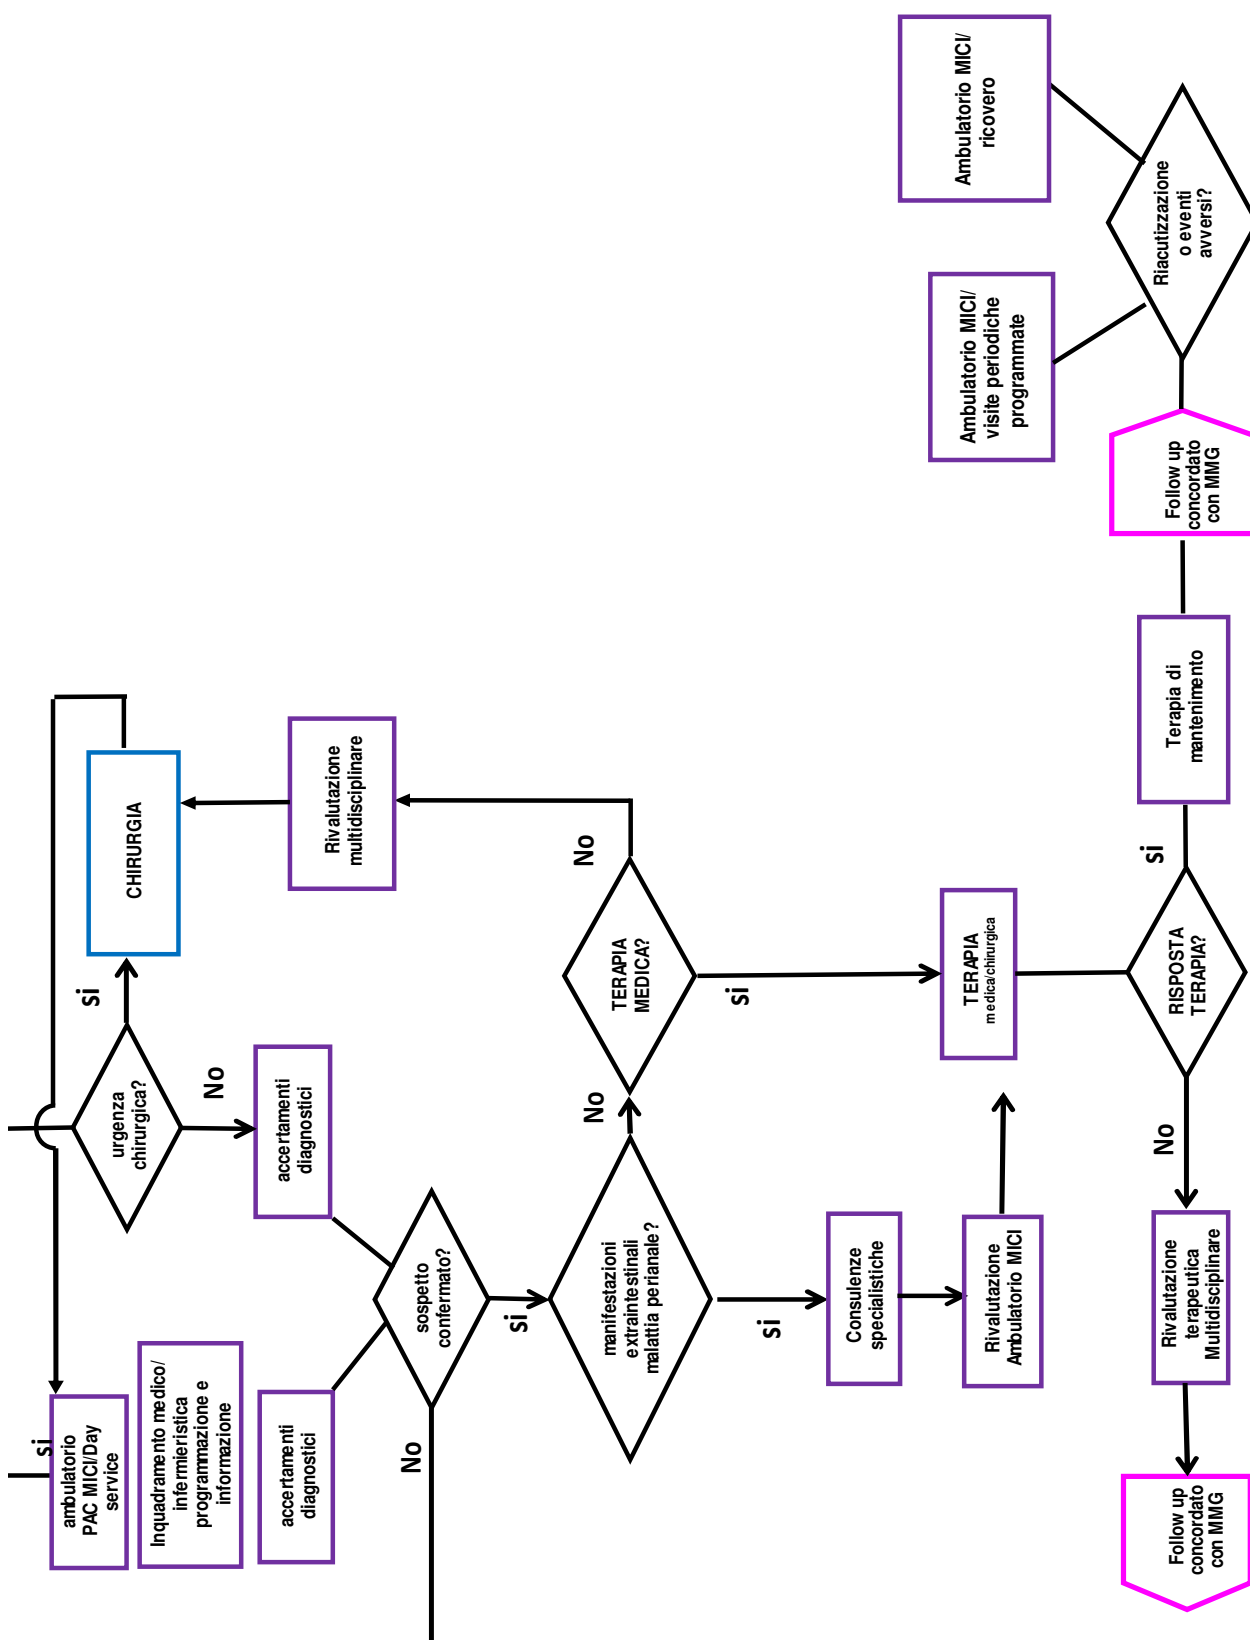 si
ambulatorio
PAC MICI/Day
service
Inquadramento medico/
infermieristica
programmazione e
informazione
accertamenti
diagnostici
urgenza
chirurgica?
si
CHIRURGIA
No
accertamenti
diagnostici
Rivalutazione
multidisciplinare
sospetto
confermato?
No
si
manifestazioni
extraintestinali
malattia perianale?
No
TERAPIA
MEDICA?
No
si
si
Consulenze
specialistiche
Rivalutazione
Ambulatorio MICI
TERAPIA
medica/chirurgica
RISPOSTA
TERAPIA?
No
si
Rivalutazione
terapeutica
Multidisciplinare
Follow up
concordato
con MMG
Terapia di
mantenimento
Follow up
concordato
con MMG
Riacutizzazione
o eventi
avversi?
Ambulatorio MICI/
visite periodiche
programmate
Ambulatorio MICI/
ricovero